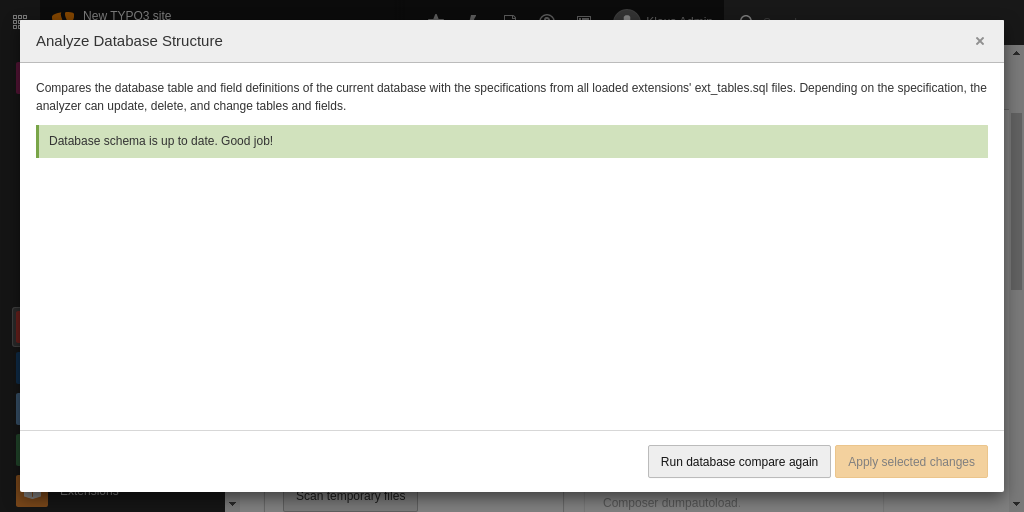 New TYPO3 site
Klaus Admin
Analyze Database Structure
×
Compares the database table and field definitions of the current database with the specifications from all loaded extensions' ext_tables.sql files. Depending on the specification, the
analyzer can update, delete, and change tables and fields.
Database schema is up to date. Good job!
Run database compare again
Apply selected changes
Extensions
Scan temporary files
Composer dumpautoload.